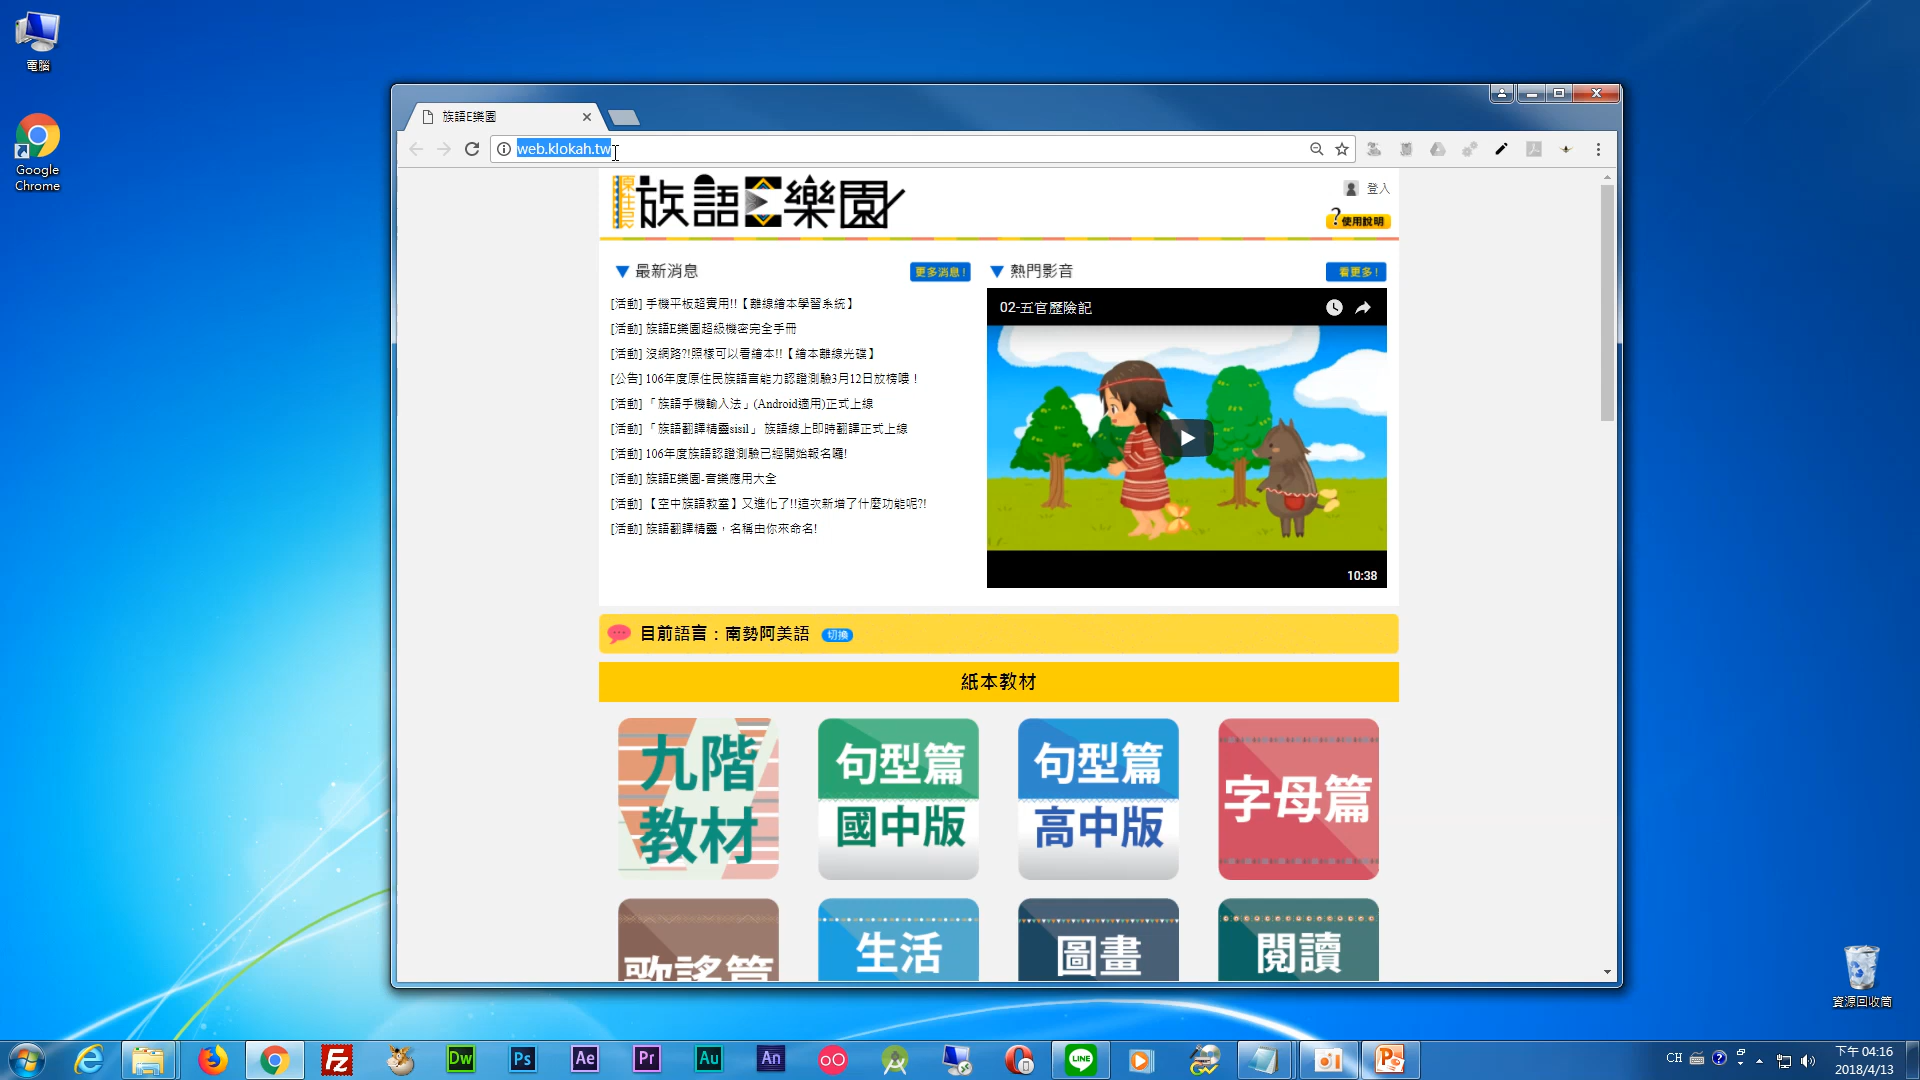 電腦
Google
Chrome
族語E樂園
web.klokah.tw
原住民
族語E樂園
登入
?使用說明
最新消息
更多消息!
熱門影音
看更多!
[活動] 手機平板超實用!!【離線繪本學習系統】
[活動] 族語E樂園超級機密完全手冊
[活動] 沒網路?!照樣可以看繪本!!【繪本離線光碟】
[公告] 106年度原住民族語言能力認證測驗3月12日放榜嘍！
[活動] 「族語手機輸入法」(Android適用)正式上線
[活動] 「族語翻譯精靈sisil」 族語線上即時翻譯正式上線
[活動] 106年度族語認證測驗已經開始報名囉!
[活動] 族語E樂園-音樂應用大全
[活動] 【空中族語教室】又進化了!!這次新增了什麼功能呢?!
[活動] 族語翻譯精靈，名稱由你來命名!
02-五官歷險記
10:38
目前語言：南勢阿美語
切換
紙本教材
九階
教材
句型篇
國中版
句型篇
高中版
字母篇
歌謠篇
生活
圖畫
閱讀
資源回收筒
Fz
Dw
Ps
Ae
Pr
Au
An
LINE
CH
下午 04:16
2018/4/13